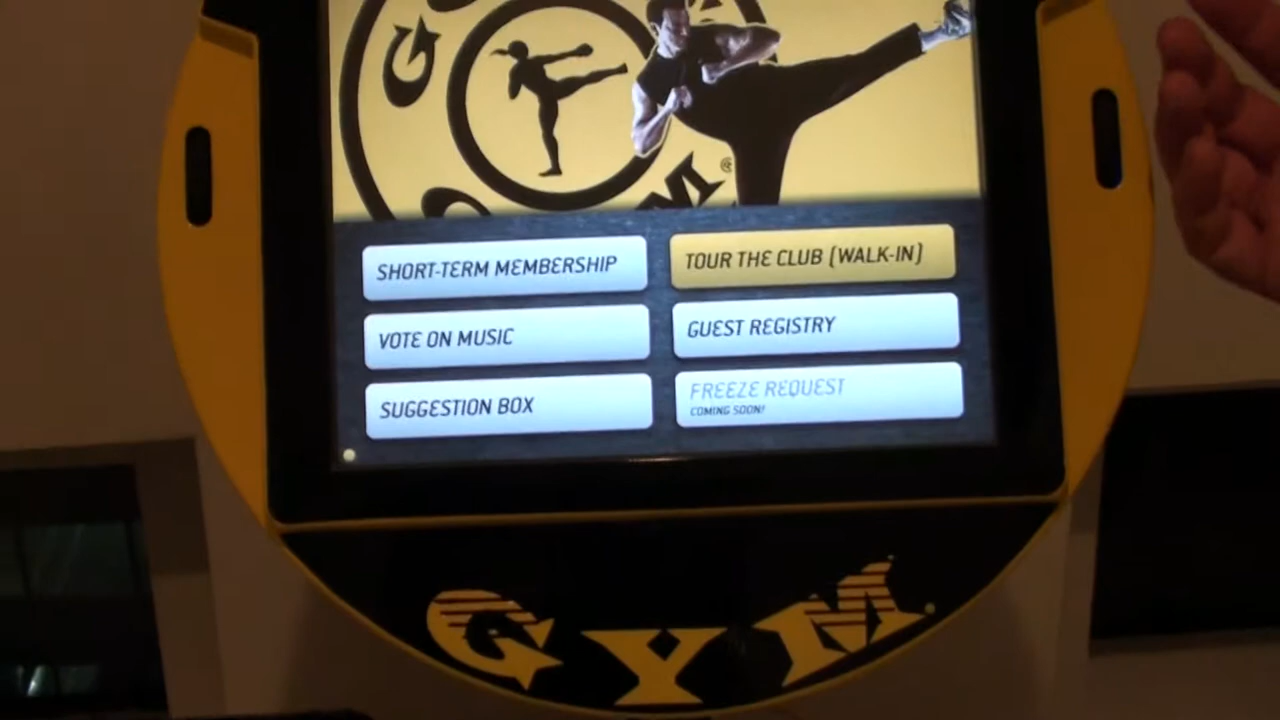 SHORT-TERM MEMBERSHIP
TOUR THE CLUB (WALK-IN)
VOTE ON MUSIC
GUEST REGISTRY
SUGGESTION BOX
FREEZE REQUEST
COMING SOON!
GYM